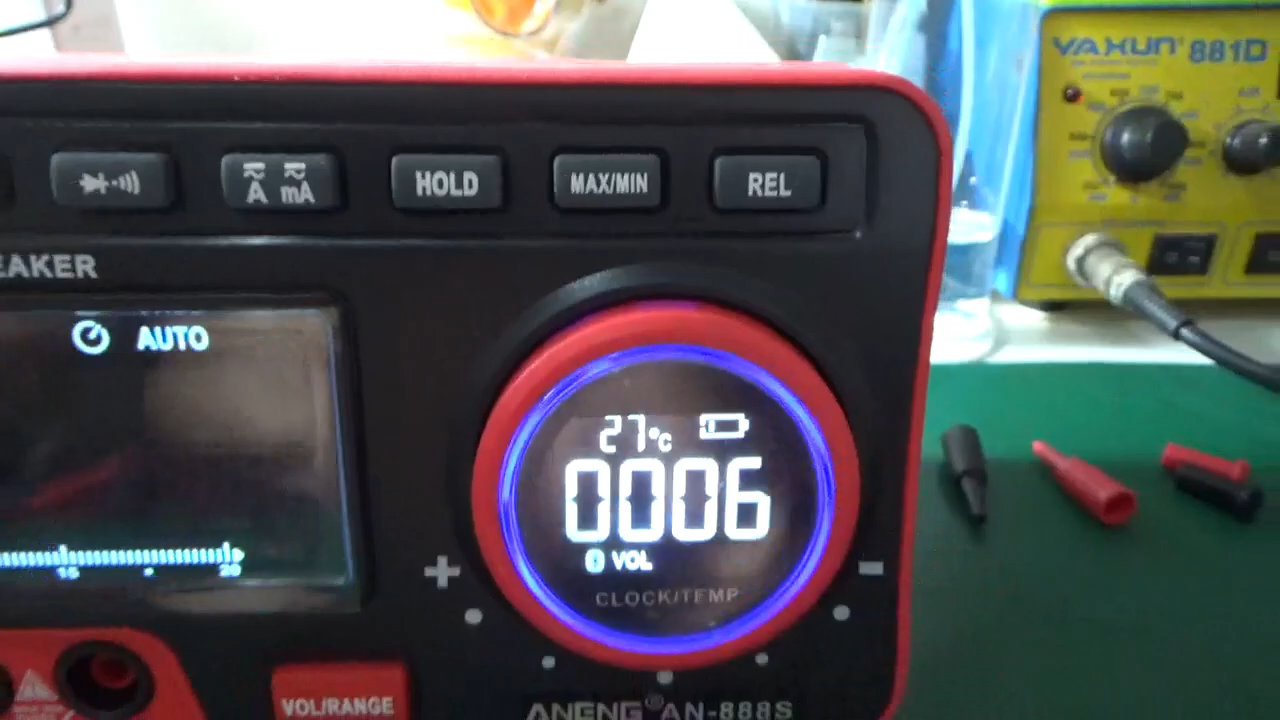 YAXUN 881D
A mA
HOLD
MAX/MIN
REL
EAKER
AUTO
27°C
0006
VOL
CLOCK/TEMP
15
20
+
-
VOL/RANGE
ANENG® AN-888S